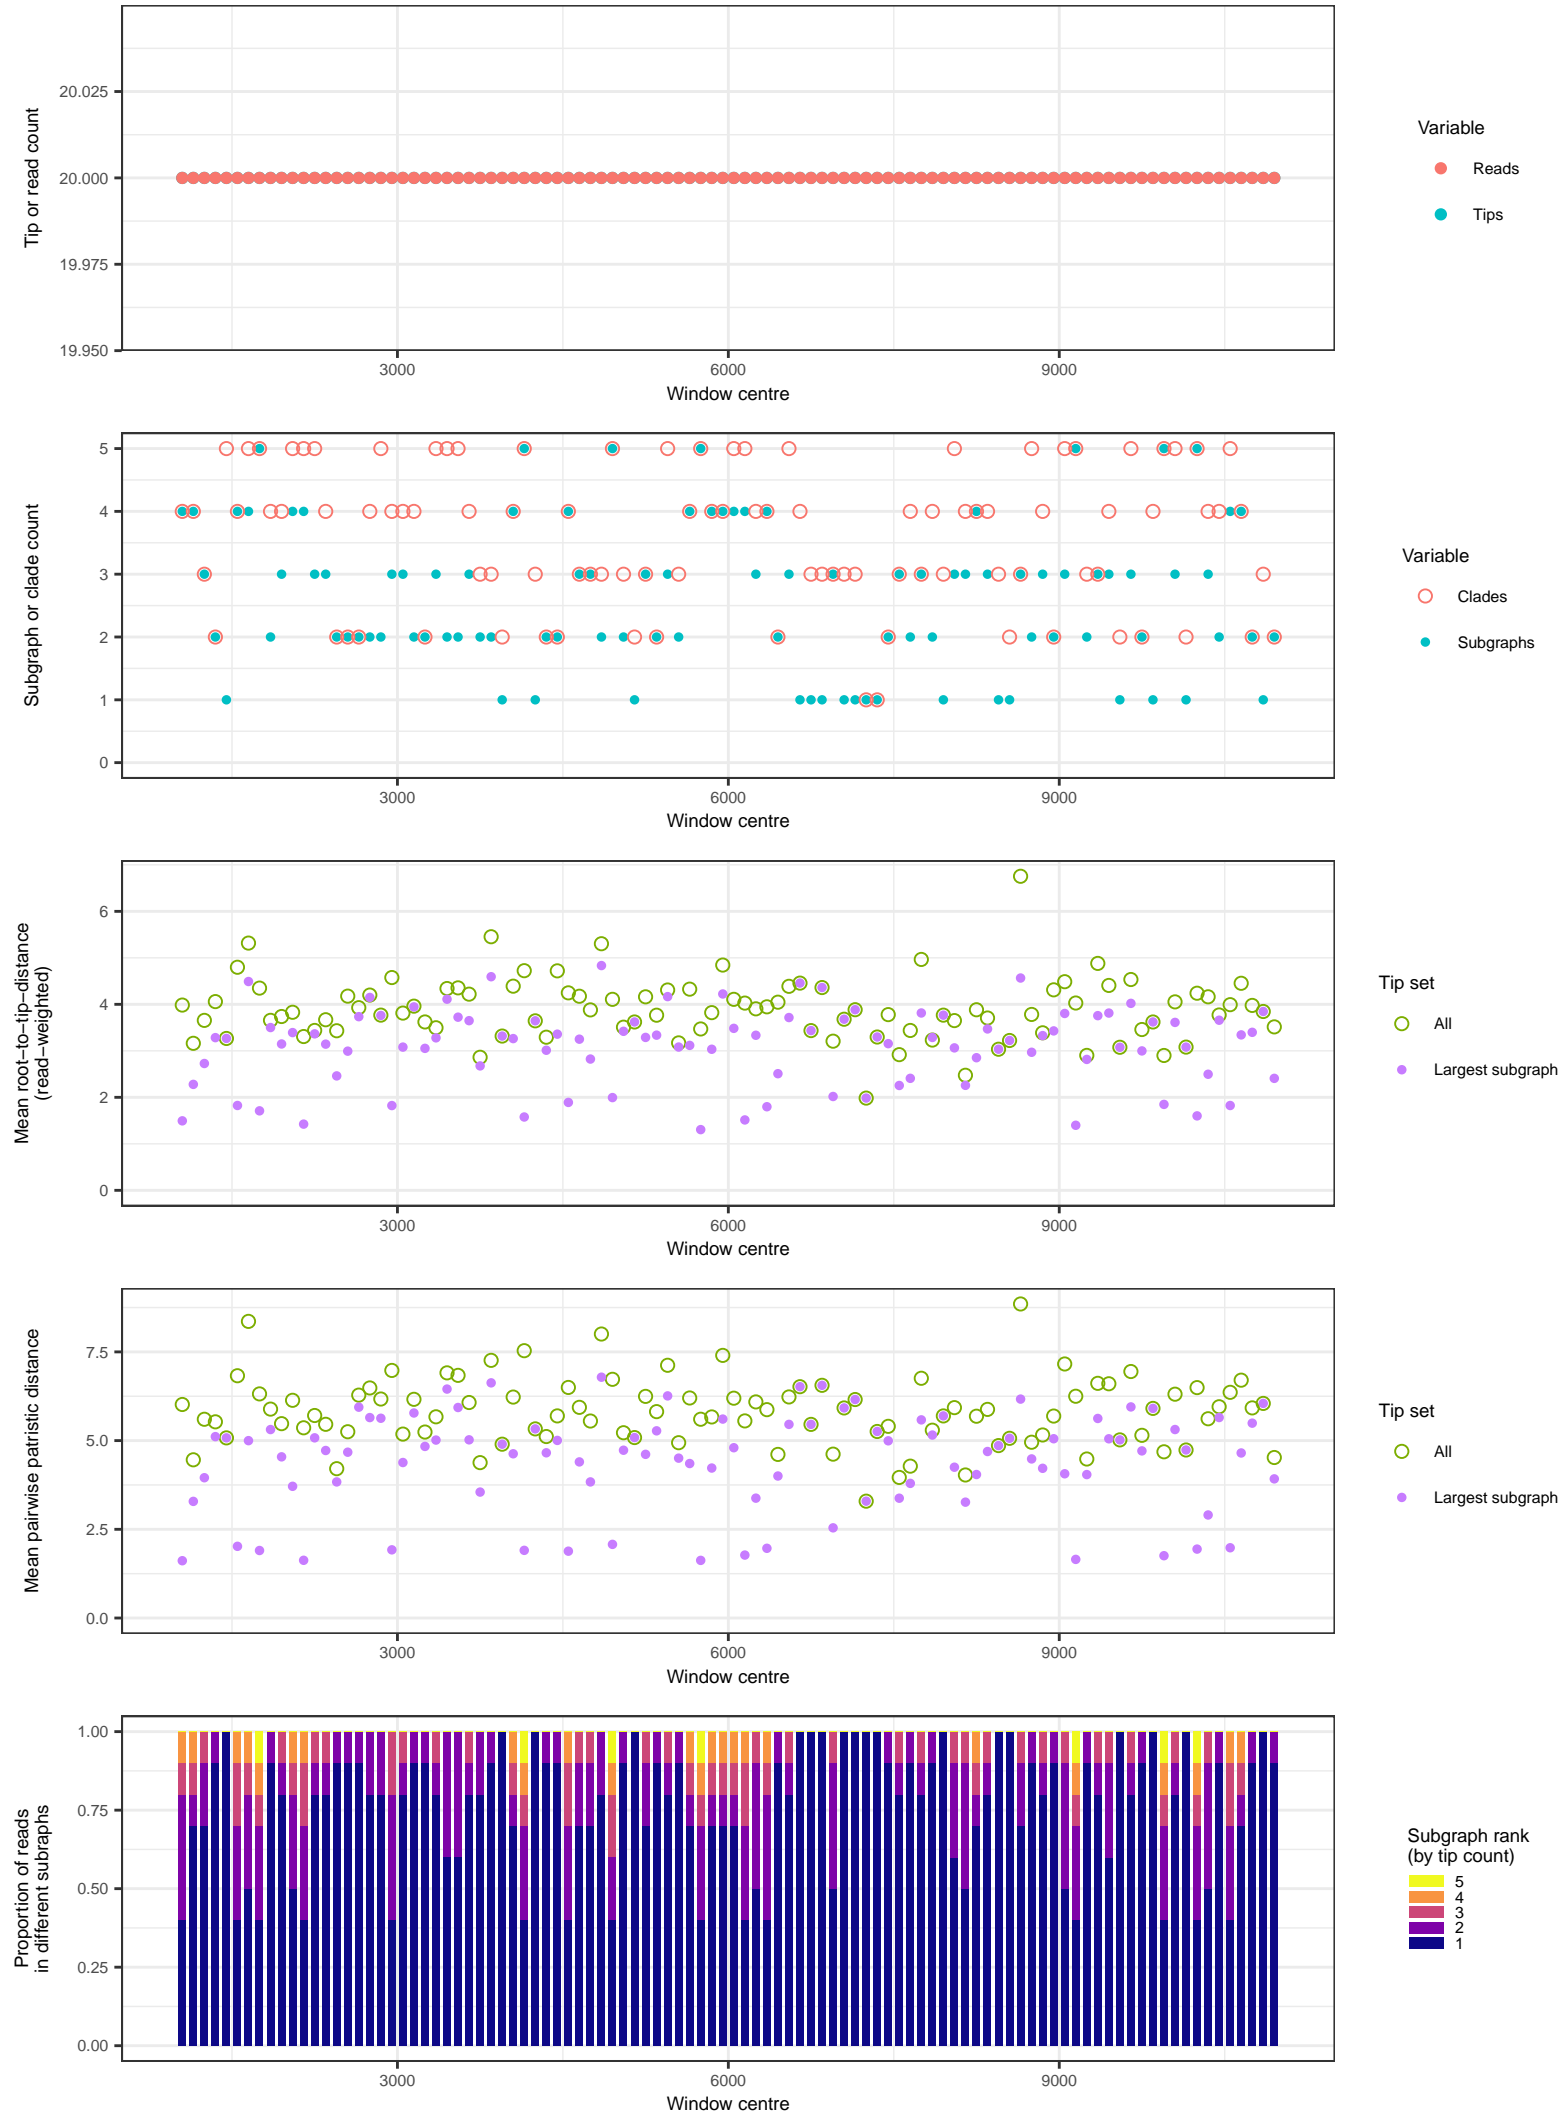 20.025
20.000
19.975
19.950
Tip or read count
3000 6000 9000
Window centre
Variable
Reads
Tips
5
4
3
2
1
0
Subgraph or clade count
3000 6000 9000
Window centre
Variable
Clades
Subgraphs
6
4
2
0
Mean root−to−tip−distance
(read−weighted)
3000 6000 9000
Window centre
Tip set
All
Largest subgraph
7.5
5.0
2.5
0.0
Mean pairwise patristic distance
3000 6000 9000
Window centre
Tip set
All
Largest subgraph
1.00
0.75
0.50
0.25
0.00
Proportion of reads
in different subraphs
3000 6000 9000
Window centre
Subgraph rank
(by tip count)
5
4
3
2
1